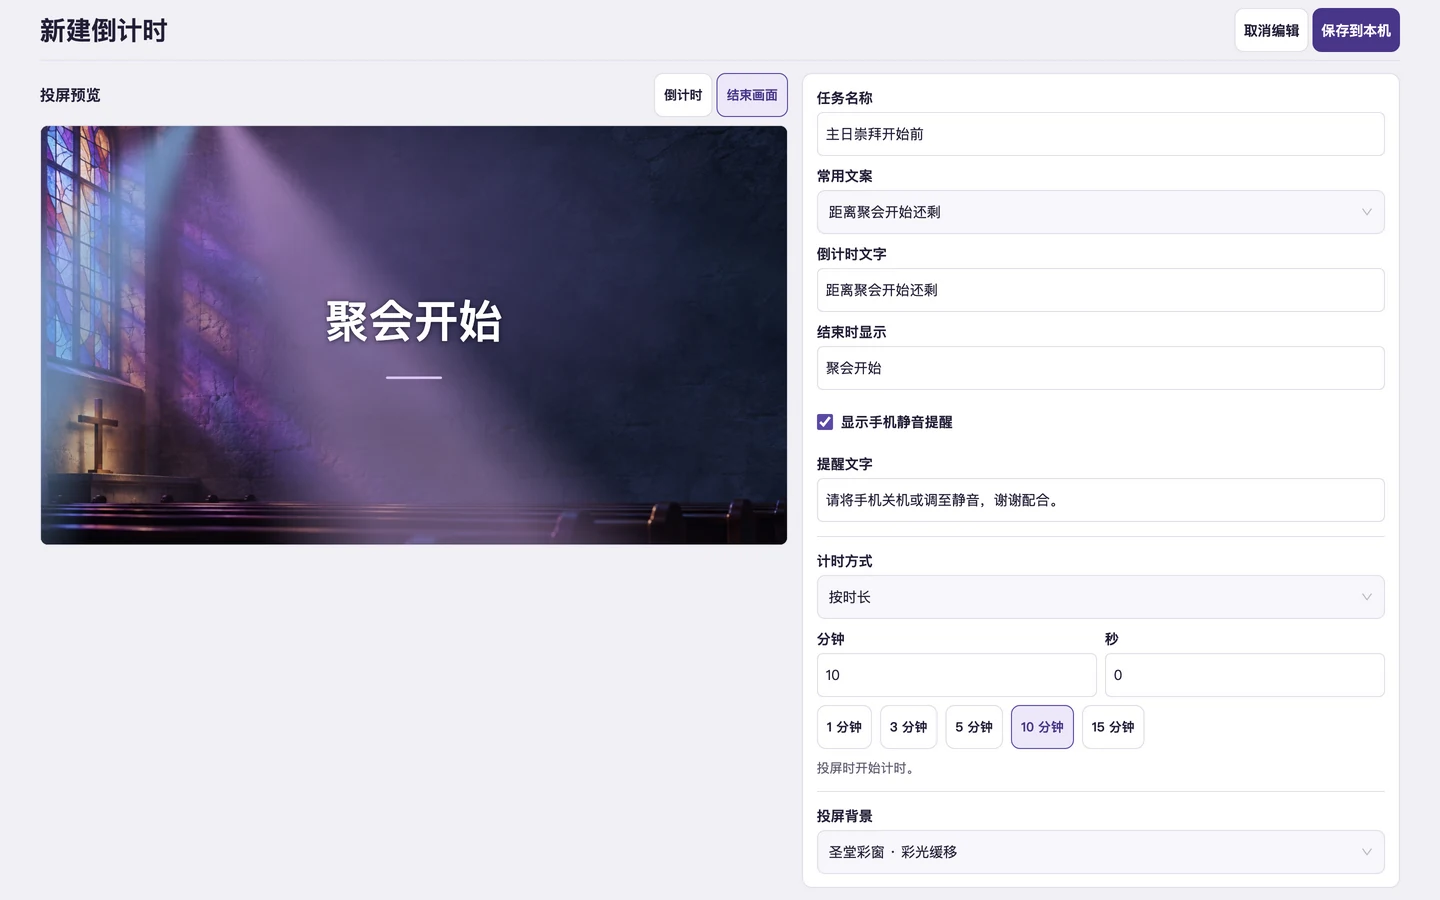 新建倒计时
取消编辑
保存到本机
投屏预览
倒计时
结束画面
聚会开始
任务名称
主日崇拜开始前
常用文案
距离聚会开始还剩
倒计时文字
距离聚会开始还剩
结束时显示
聚会开始
显示手机静音提醒
提醒文字
请将手机关机或调至静音，谢谢配合。
计时方式
按时长
分钟
秒
10
0
1 分钟
3 分钟
5 分钟
10 分钟
15 分钟
投屏时开始计时。
投屏背景
圣堂彩窗 · 彩光缓移